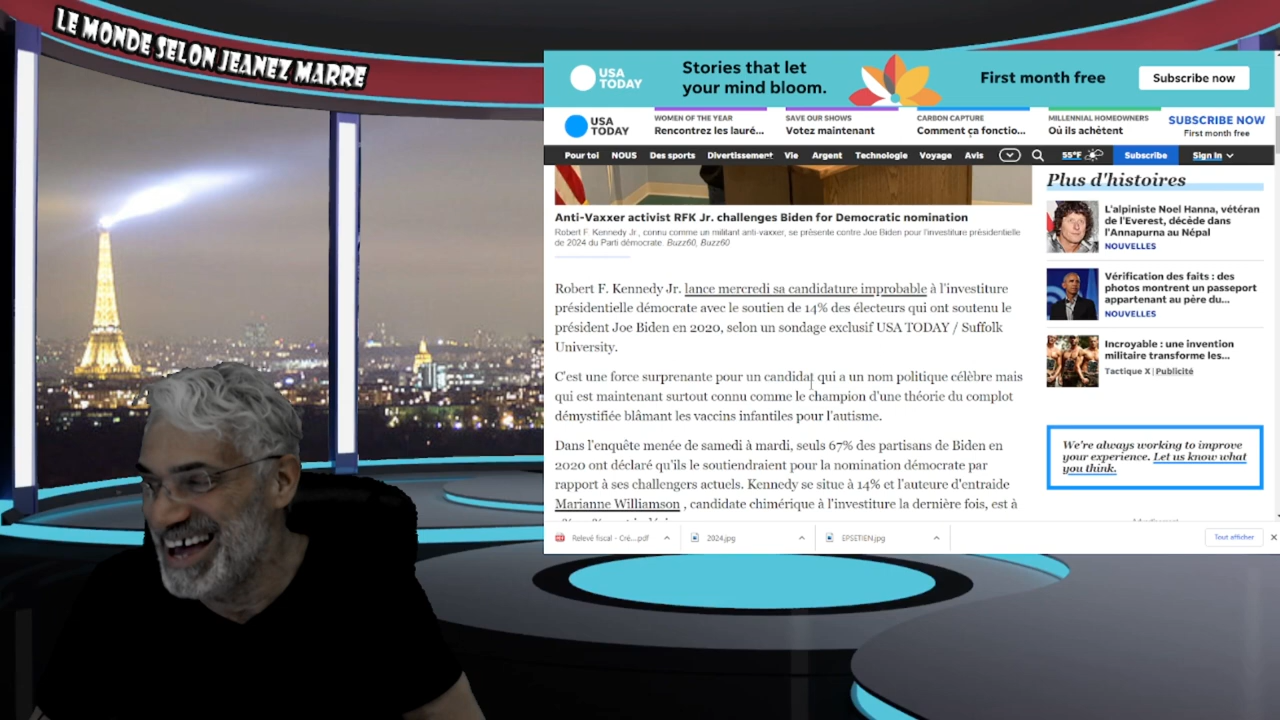 LE MONDE SELON JEANEZ MARRE
USA TODAY
Stories that let your mind bloom.
First month free
Subscribe now
USA TODAY
WOMEN OF THE YEAR
Rencontrez les lauré...
SAVE OUR SHOWS
Votez maintenant
CARBON CAPTURE
Comment ça fonctio...
MILLENNIAL HOMEOWNERS
Où ils achètent
SUBSCRIBE NOW
First month free
Pour toi NOUS Des sports Divertissement Vie Argent Technologie Voyage Avis 55°F Subscribe Sign In
Anti-Vaxxer activist RFK Jr. challenges Biden for Democratic nomination
Robert F. Kennedy Jr., connu comme un militant anti-vaxxer, se présente contre Joe Biden pour l'investiture présidentielle
de 2024 du Parti démocrate. Buzz60, Buzz60
Robert F. Kennedy Jr. lance mercredi sa candidature improbable à l'investiture
présidentielle démocrate avec le soutien de 14% des électeurs qui ont soutenu le
président Joe Biden en 2020, selon un sondage exclusif USA TODAY / Suffolk
University.
C'est une force surprenante pour un candidat qui a un nom politique célèbre mais
qui est maintenant surtout connu comme le champion d'une théorie du complot
démystifiée blâmant les vaccins infantiles pour l'autisme.
Dans l'enquête menée de samedi à mardi, seuls 67% des partisans de Biden en
2020 ont déclaré qu'ils le soutiendraient pour la nomination démocrate par
rapport à ses challengers actuels. Kennedy se situe à 14% et l'auteure d'entraide
Marianne Williamson , candidate chimérique à l'investiture la dernière fois, est à
Plus d'histoires
L'alpiniste Noel Hanna, vétéran
de l'Everest, décède dans
l'Annapurna au Népal
NOUVELLES
Vérification des faits : des
photos montrent un passeport
appartenant au père du...
NOUVELLES
Incroyable : une invention
militaire transforme les...
Tactique X | Publicité
We're always working to improve
your experience. Let us know what
you think.
Relevé fiscal - Cré....pdf
2024.jpg
EPSETIEN.jpg
Tout afficher